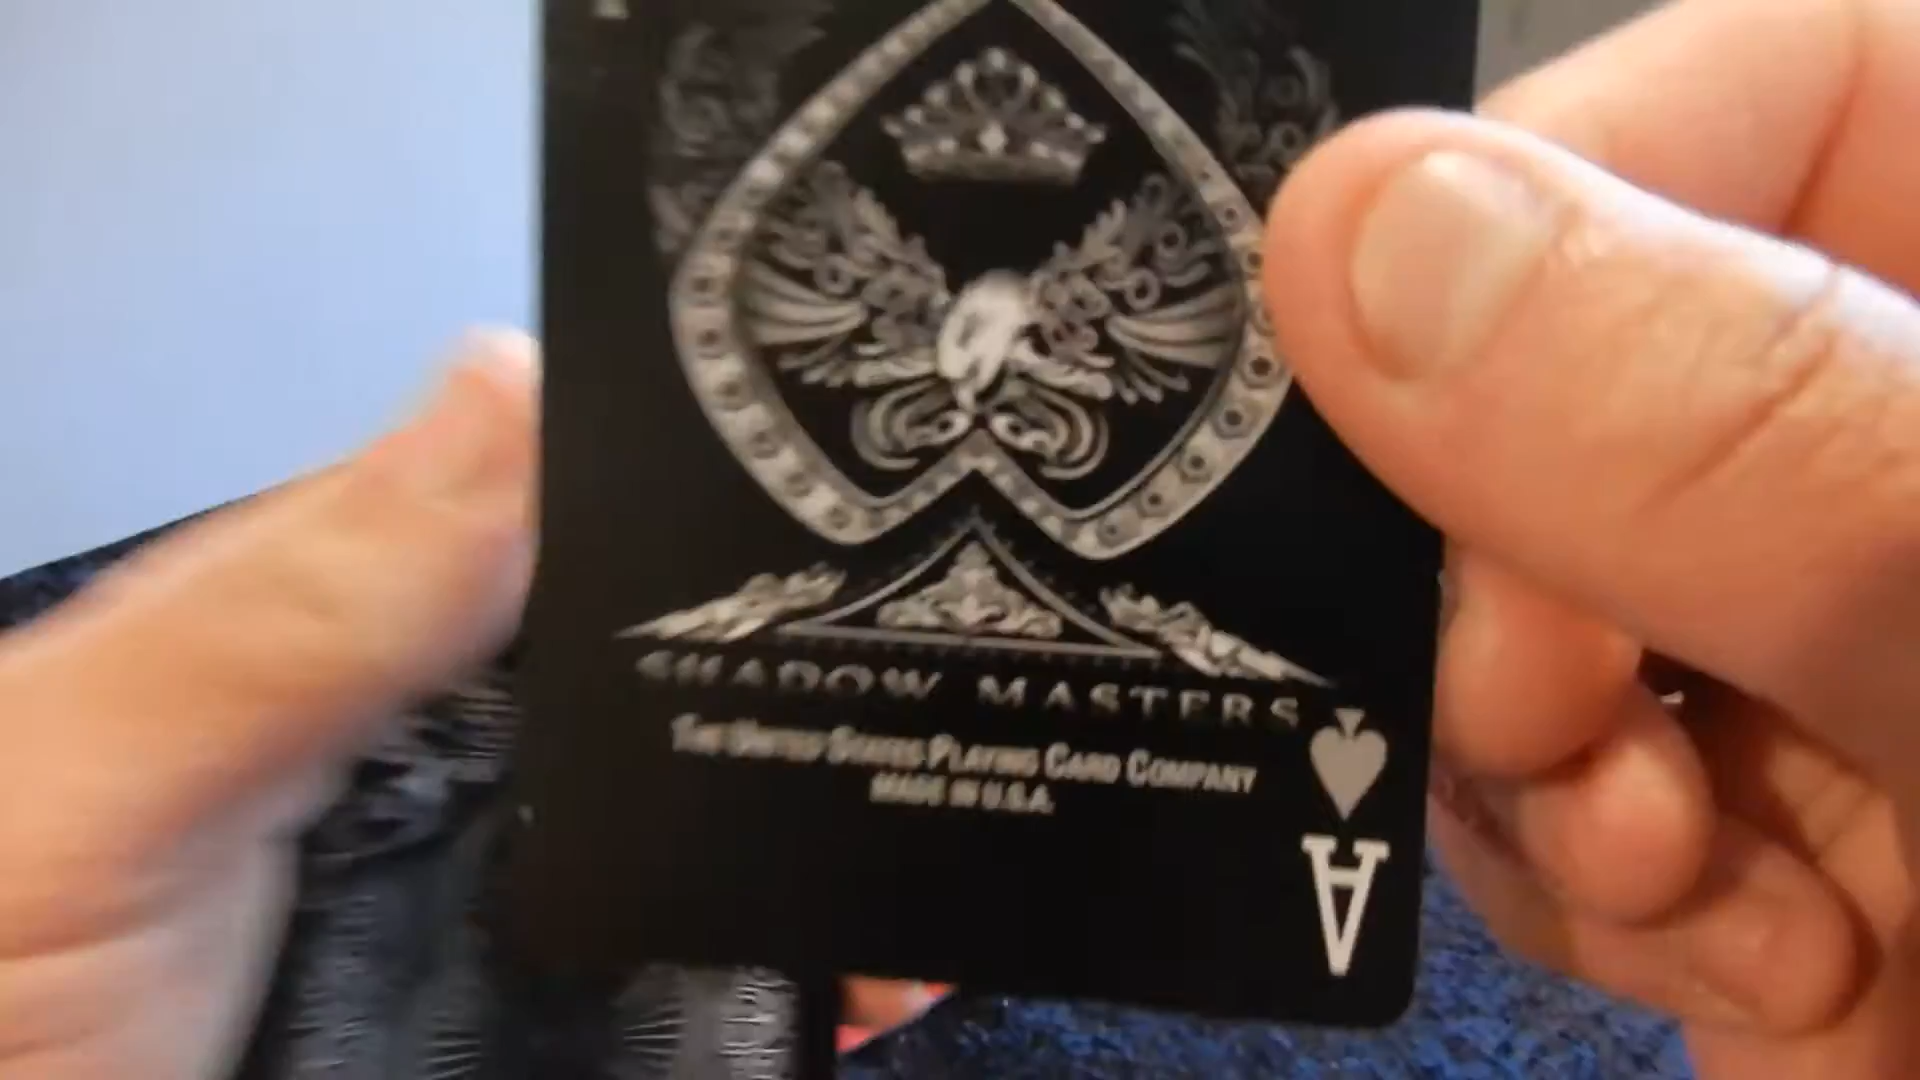 SHADOW MASTERS
THE UNITED STATES PLAYING CARD COMPANY
MADE IN U.S.A.
A